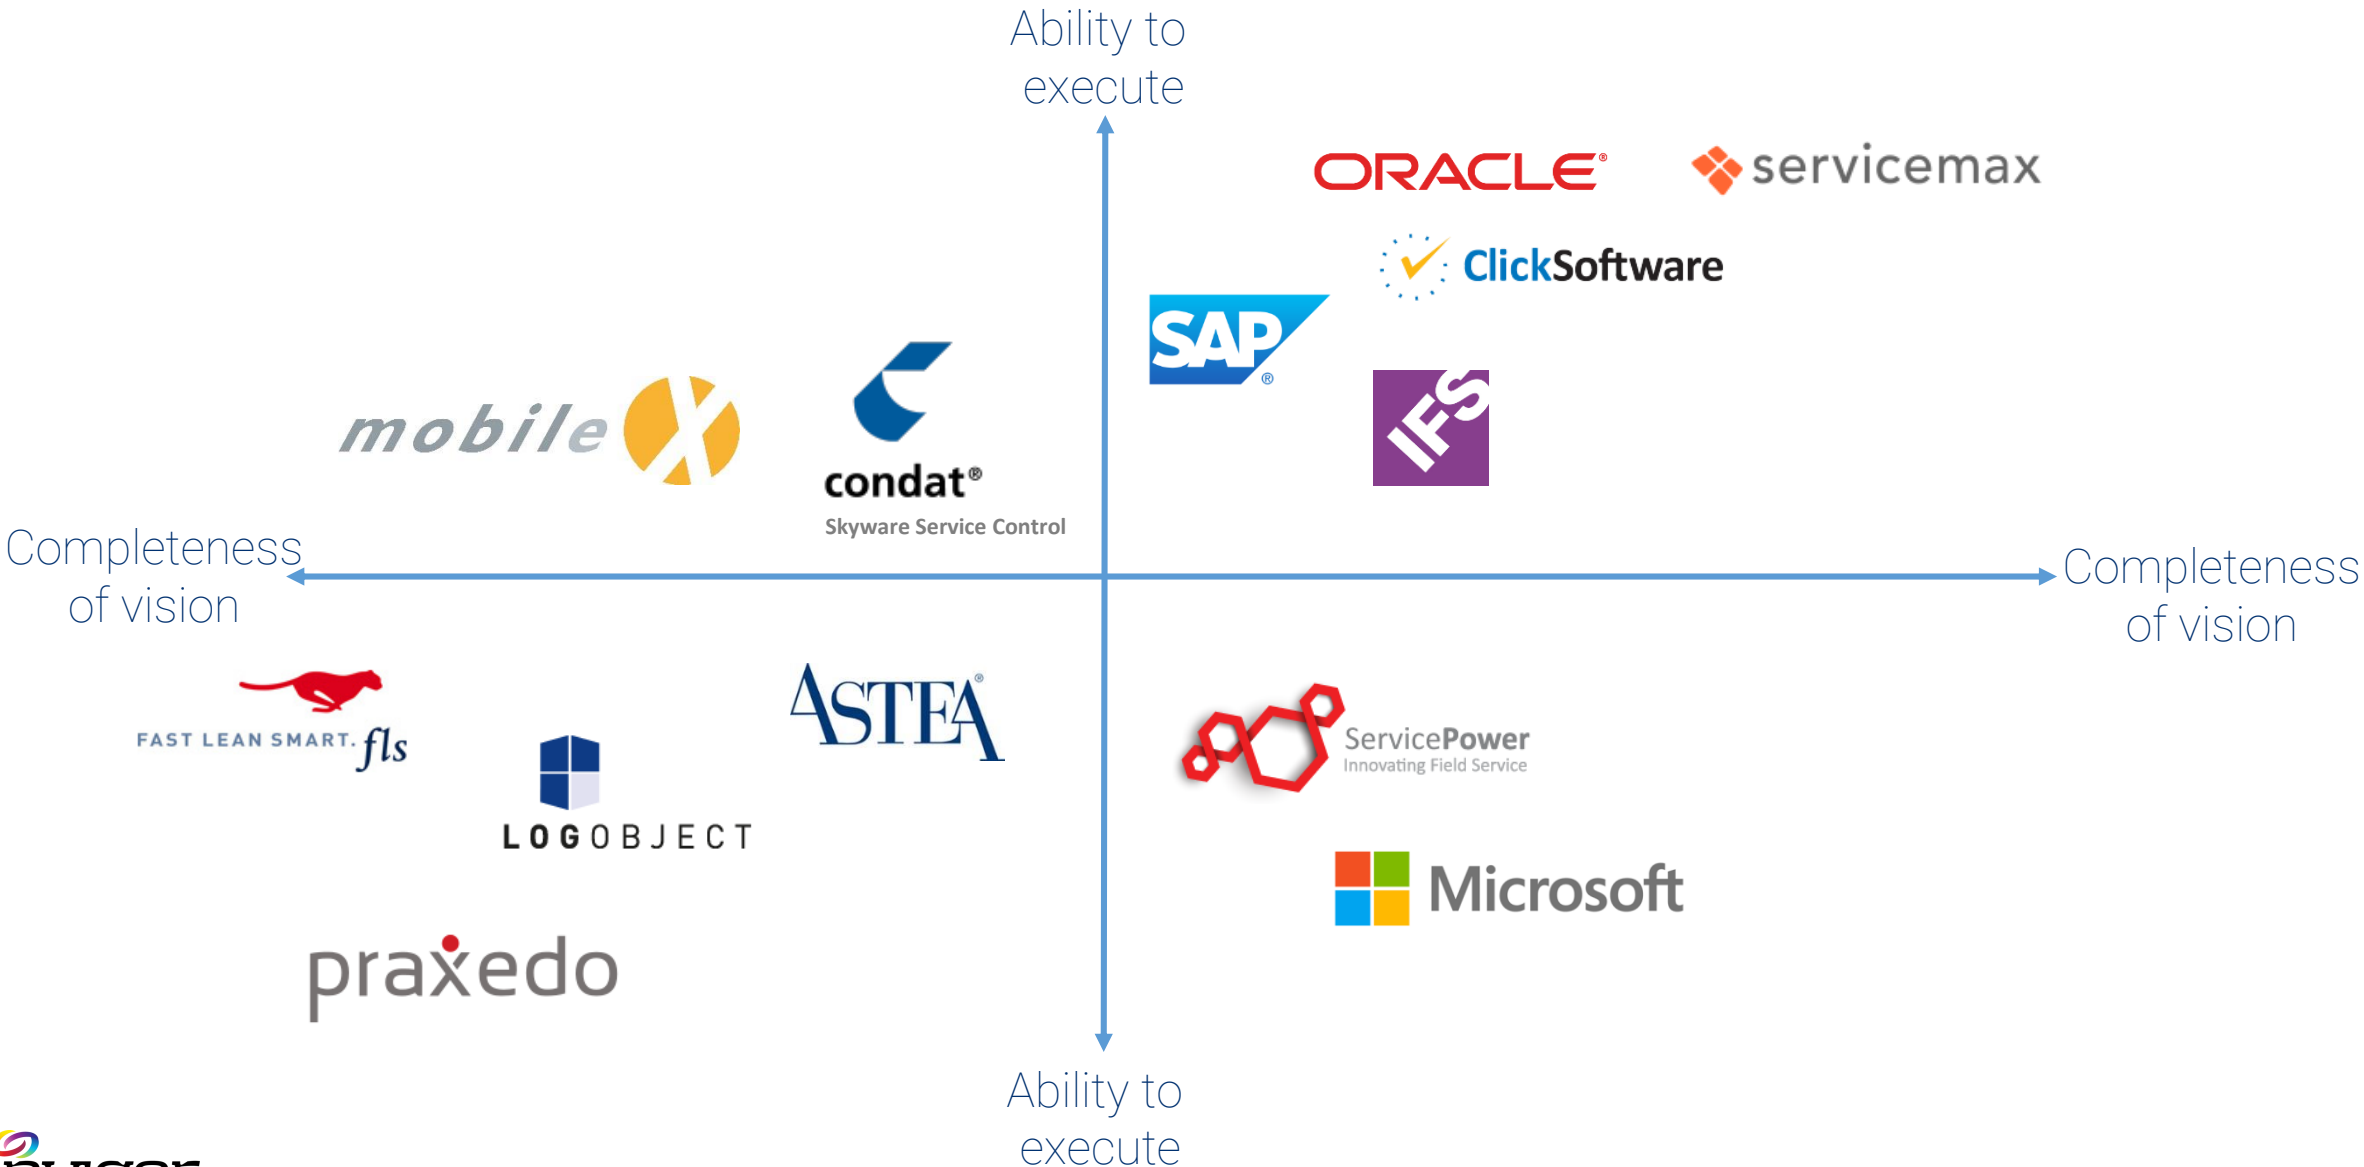 Ability to
execute
ORACLE®
servicemax
ClickSoftware
SAP
®
IFS
mobile X
condat®
Skyware Service Control
Completeness
of vision
Completeness
of vision
FAST LEAN SMART. fls
LOGOBJECT
ASTEA®
ServicePower
Innovating Field Service
Microsoft
praxedo
Ability to
execute